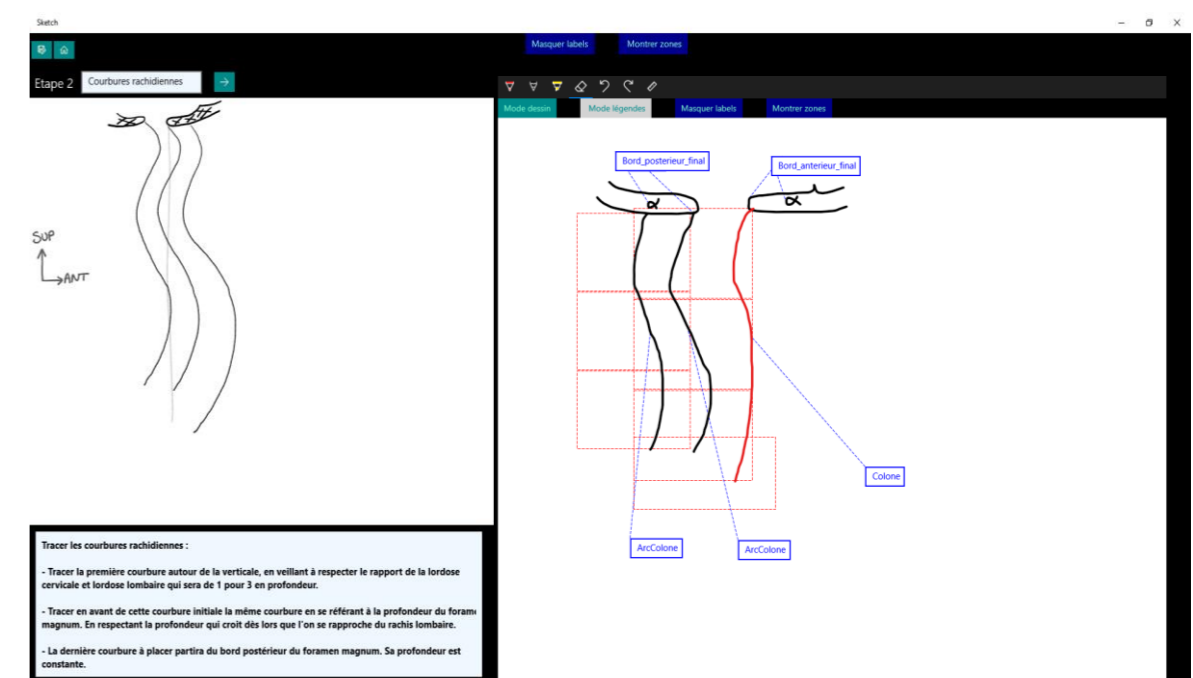 Sketch
Masquer labels
Montrer zones
Etape 2
Courbures rachidiennes
Mode dessin
Mode légendes
Masquer labels
Montrer zones
SUP
ANT
Bord_posterieur_final
Bord_anterieur_final
α
α
Colone
ArcColone
ArcColone
Tracer les courbures rachidiennes :
- Tracer la première courbure autour de la verticale, en veillant à respecter le rapport de la lordose
cervicale et lordose lombaire qui sera de 1 pour 3 en profondeur.
- Tracer en avant de cette courbure initiale la même courbure en se référant à la profondeur du forame
magnum. En respectant la profondeur qui croit dès lors que l'on se rapproche du rachis lombaire.
- La dernière courbure à placer partira du bord postérieur du foramen magnum. Sa profondeur est
constante.